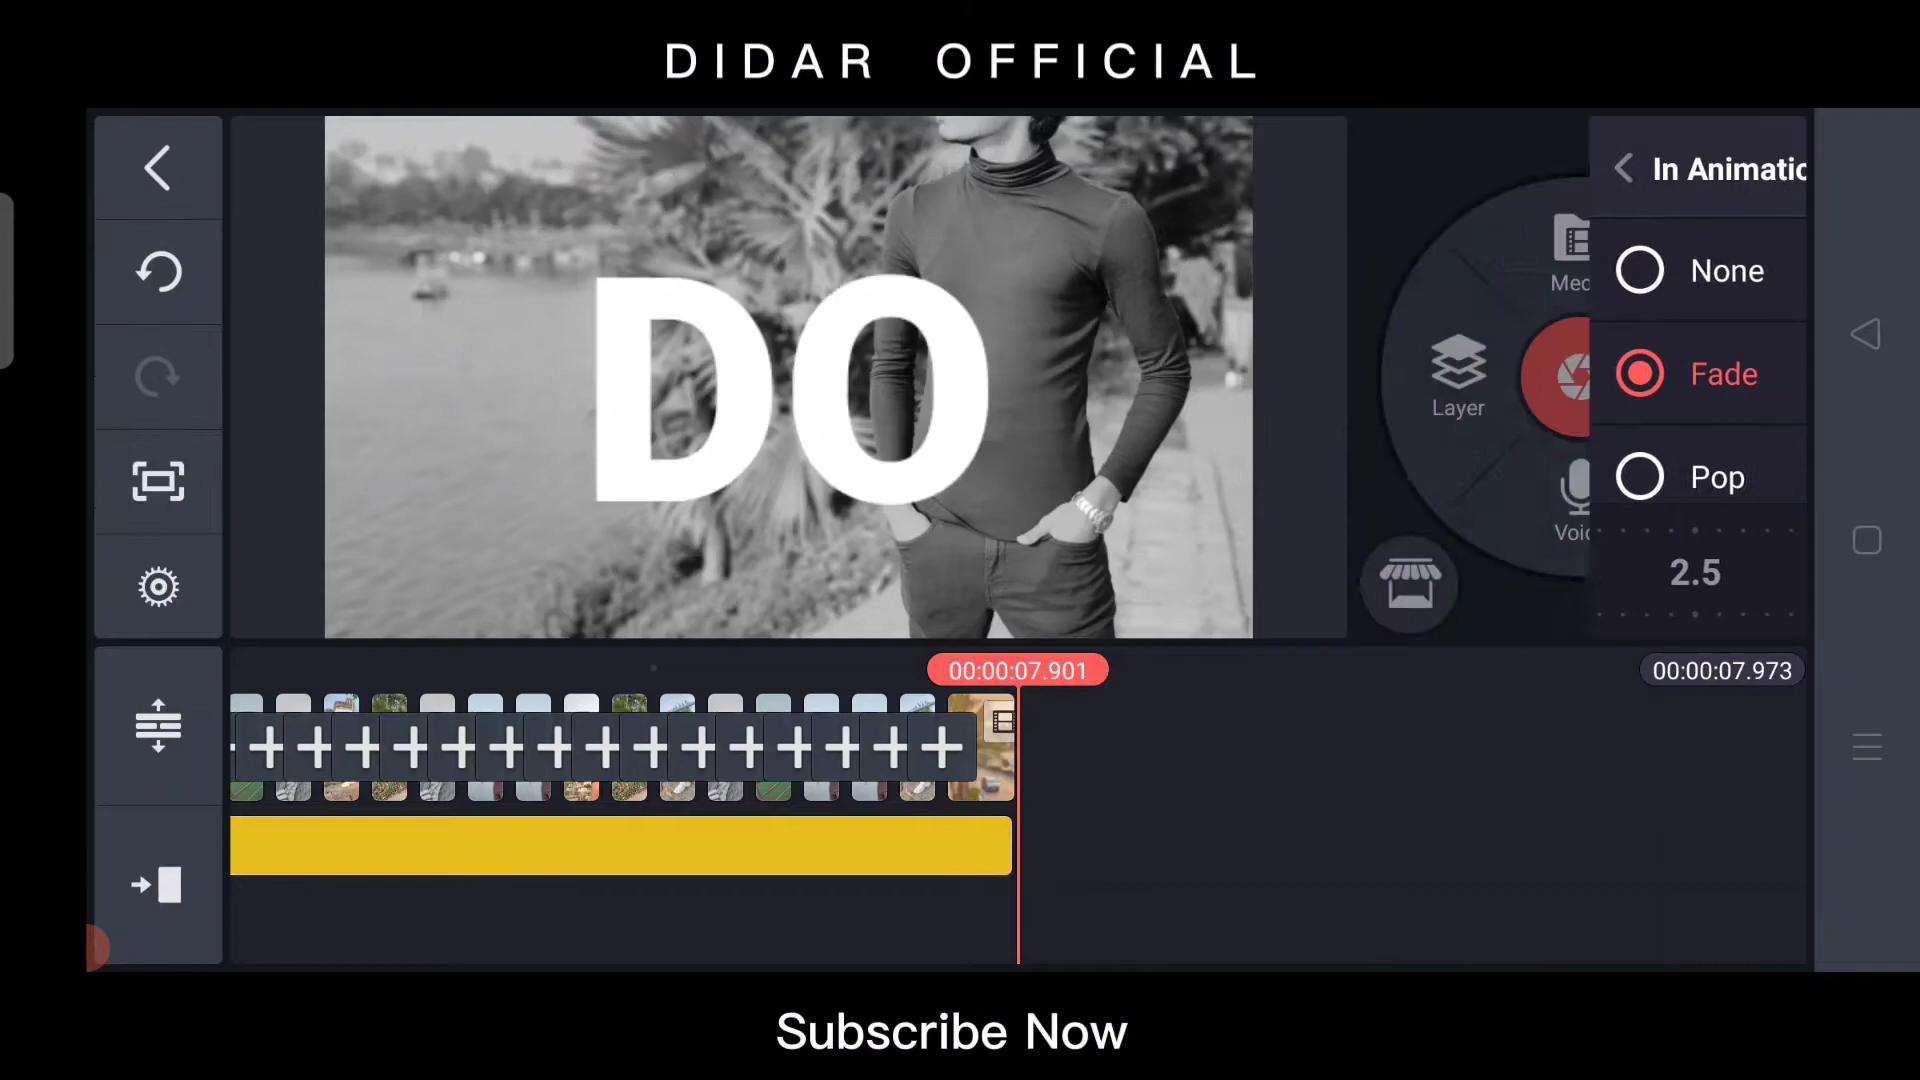 DIDAR OFFICIAL
In Animatic
None
Fade
Pop
2.5
Med
Layer
Voic
DO
00:00:07.901
00:00:07.973
Subscribe Now